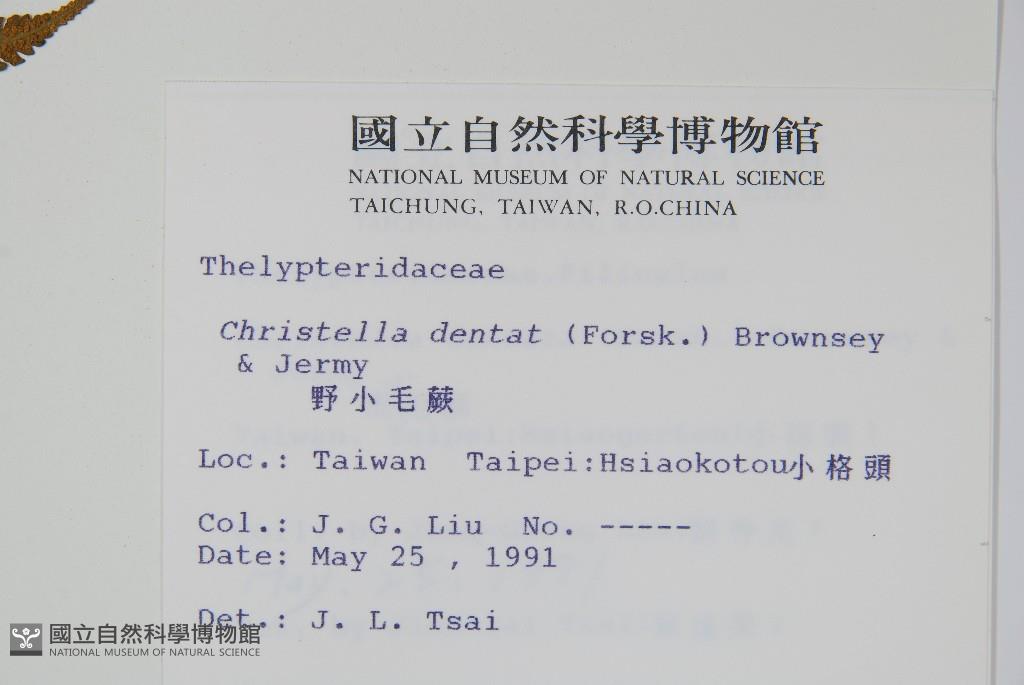 國立自然科學博物館
NATIONAL MUSEUM OF NATURAL SCIENCE
TAICHUNG, TAIWAN, R.O.CHINA
Thelypteridaceae
Christella dentat (Forsk.) Brownsey
& Jermy
野小毛蕨
Loc.: Taiwan Taipei:Hsiaokotou小格頭
Col.: J. G. Liu No. -----
Date: May 25 , 1991
Det.: J. L. Tsai
國立自然科學博物館
NATIONAL MUSEUM OF NATURAL SCIENCE